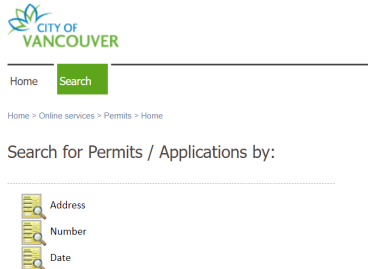 CITY OF
VANCOUVER
Home Search
Home > Online services > Permits > Home
Search for Permits / Applications by:
Address
Number
Date